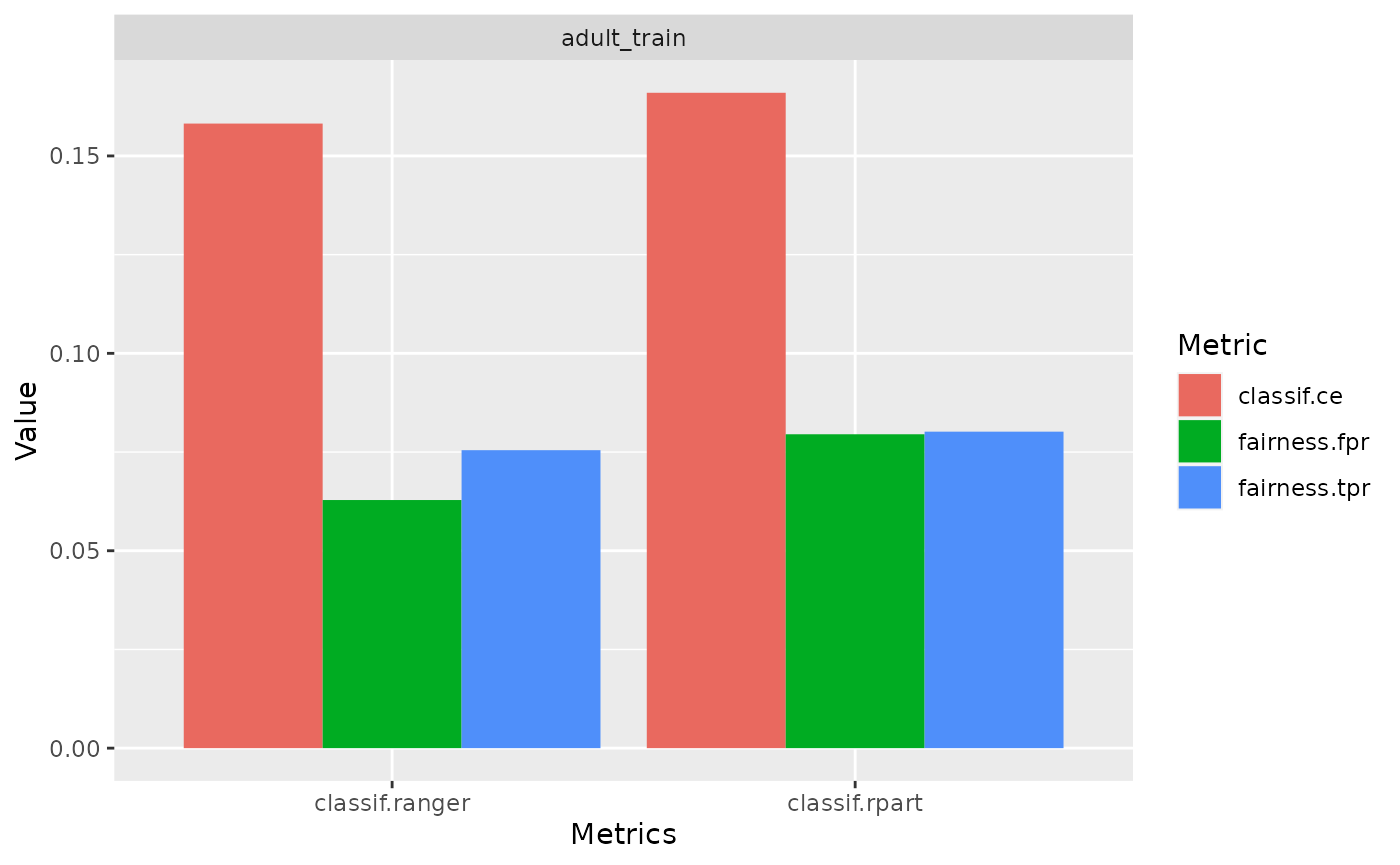 adult_train
0.15
0.10
0.05
0.00
Value
classif.ranger
classif.rpart
Metrics
Metric
classif.ce
fairness.fpr
fairness.tpr